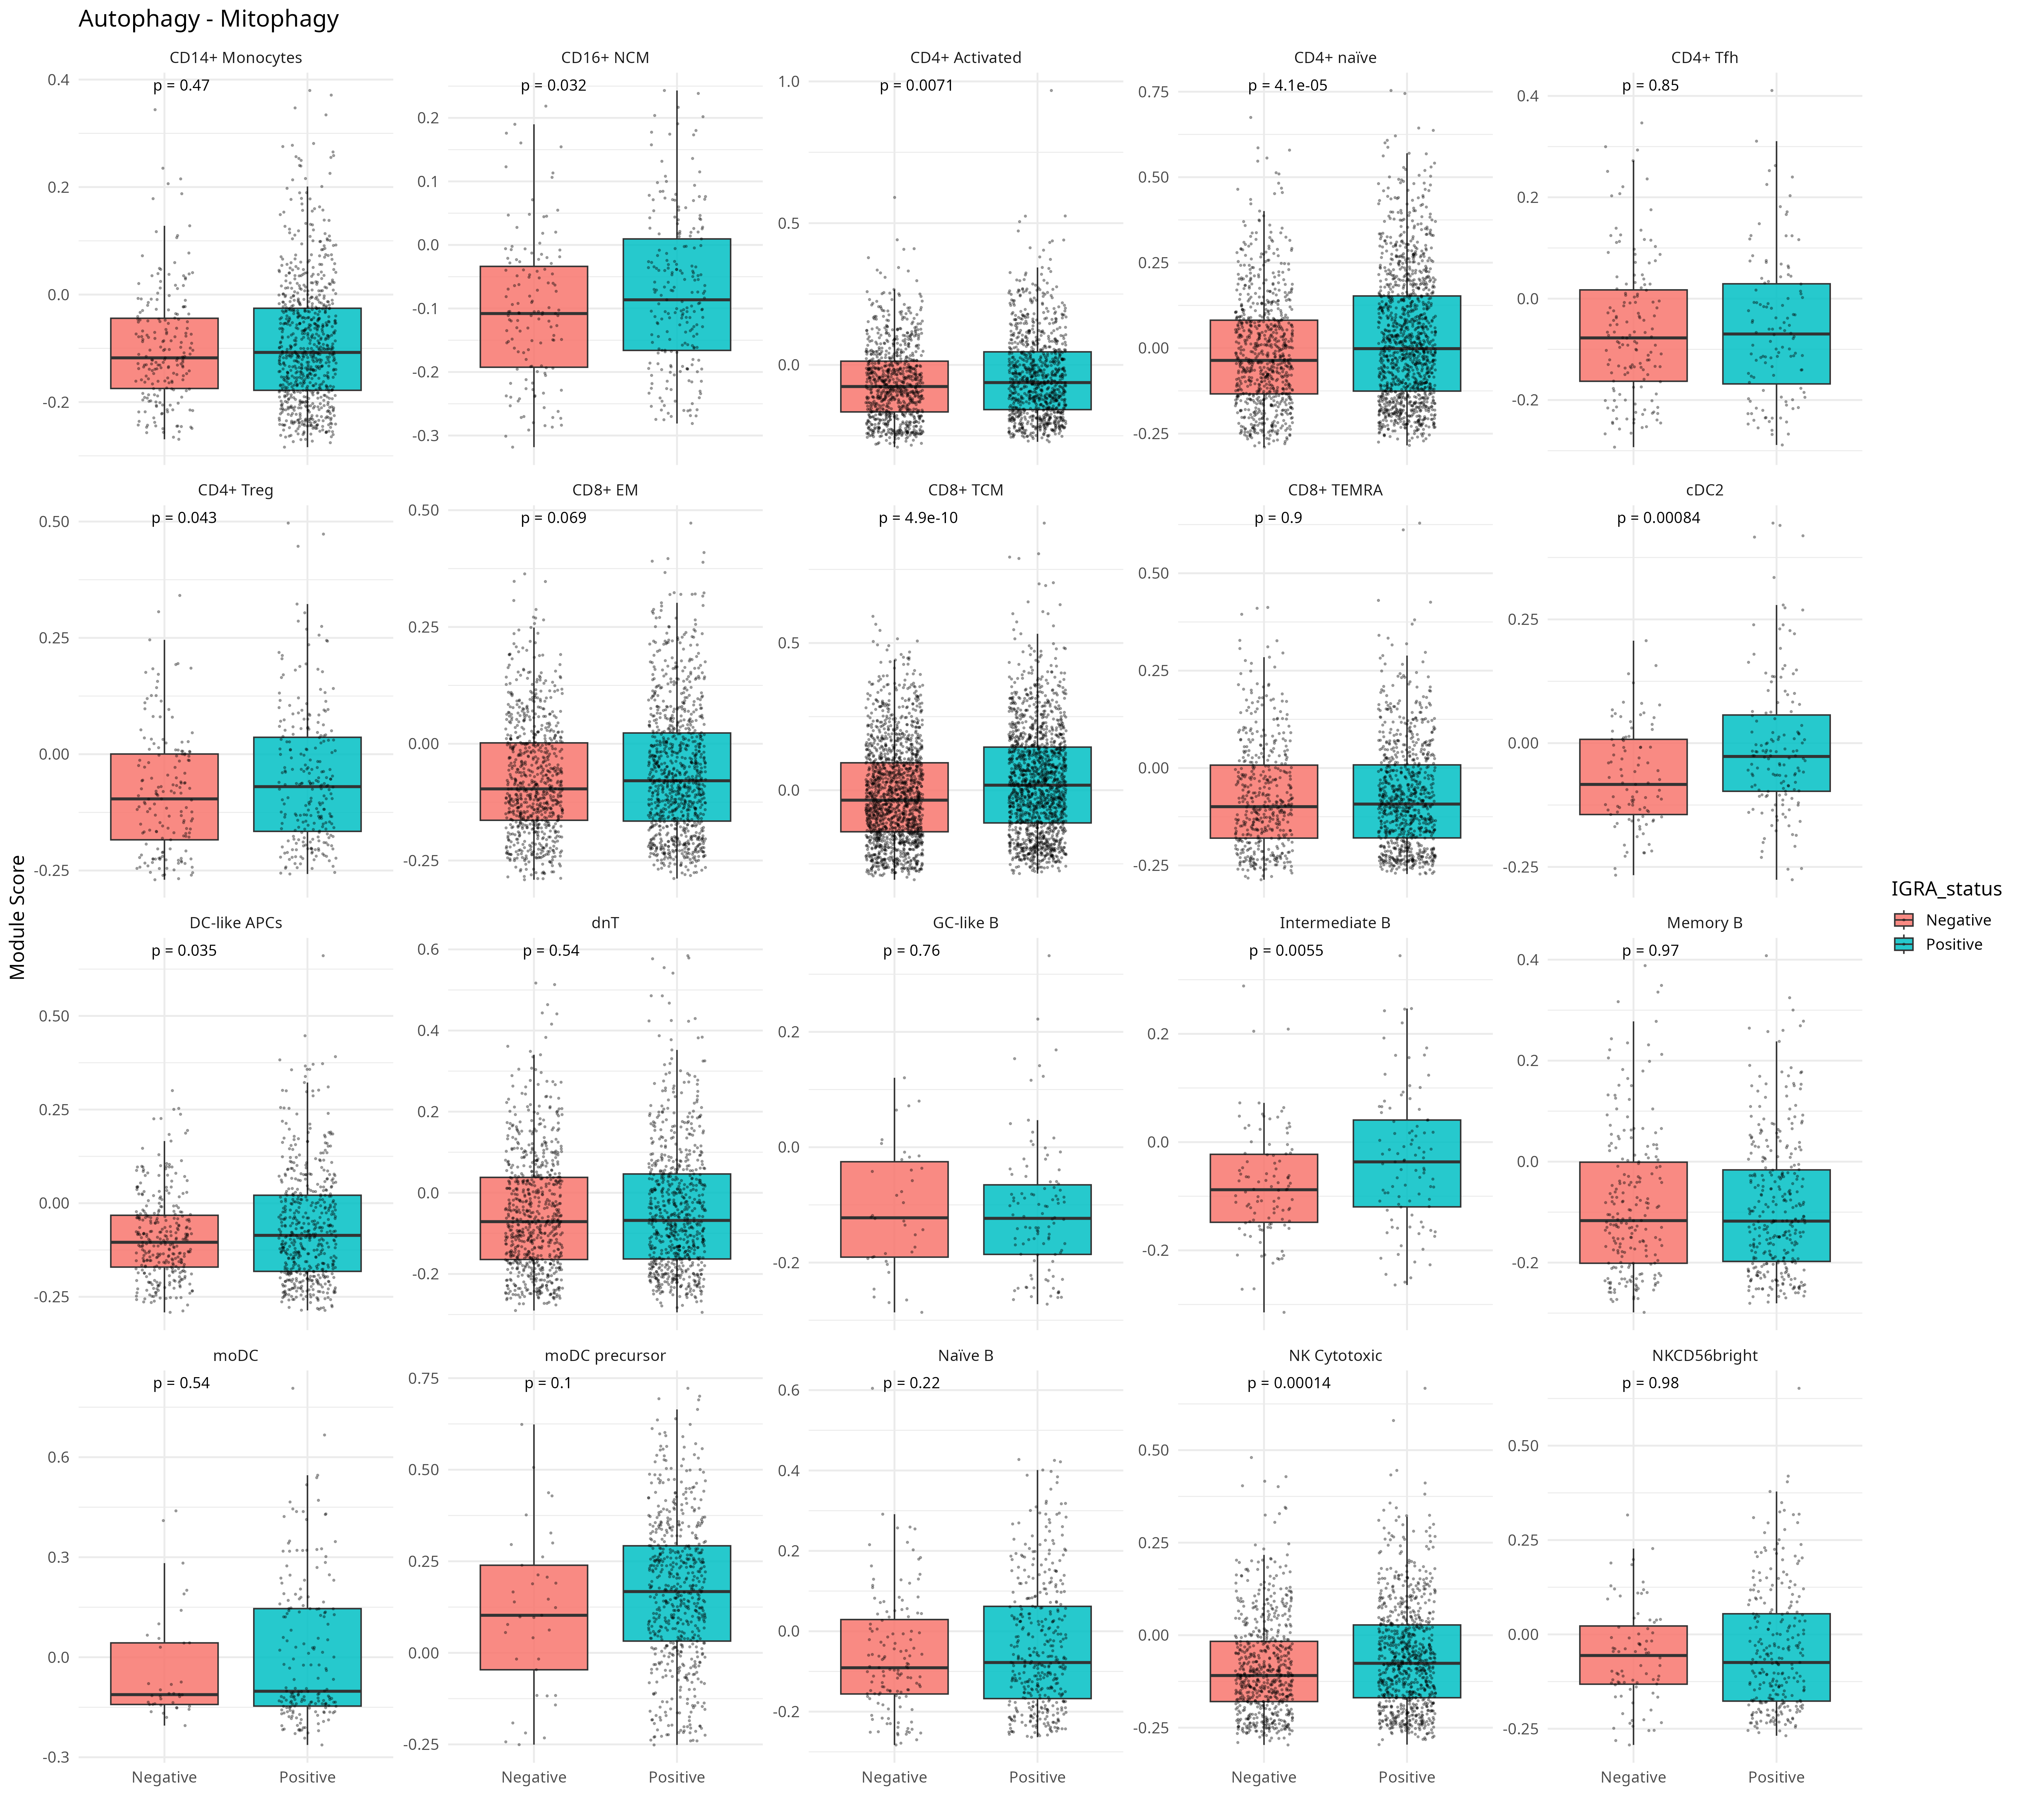 Autophagy - Mitophagy
CD14+ Monocytes
p = 0.47
0.4
0.2
0.0
-0.2
CD16+ NCM
p = 0.032
0.2
0.1
0.0
-0.1
-0.2
-0.3
CD4+ Activated
p = 0.0071
1.0
0.5
0.0
CD4+ naïve
p = 4.1e-05
0.75
0.50
0.25
0.00
-0.25
CD4+ Tfh
p = 0.85
0.4
0.2
0.0
-0.2
CD4+ Treg
p = 0.043
0.50
0.25
0.00
-0.25
CD8+ EM
p = 0.069
0.50
0.25
0.00
-0.25
CD8+ TCM
p = 4.9e-10
0.5
0.0
CD8+ TEMRA
p = 0.9
0.50
0.25
0.00
-0.25
cDC2
p = 0.00084
0.25
0.00
-0.25
DC-like APCs
p = 0.035
0.50
0.25
0.00
-0.25
dnT
p = 0.54
0.6
0.4
0.2
0.0
-0.2
GC-like B
p = 0.76
0.2
0.0
-0.2
Intermediate B
p = 0.0055
0.2
0.0
-0.2
Memory B
p = 0.97
0.4
0.2
0.0
-0.2
moDC
p = 0.54
0.6
0.3
0.0
-0.3
moDC precursor
p = 0.1
0.75
0.50
0.25
0.00
-0.25
Naïve B
p = 0.22
0.6
0.4
0.2
0.0
-0.2
NK Cytotoxic
p = 0.00014
0.50
0.25
0.00
-0.25
NKCD56bright
p = 0.98
0.50
0.25
0.00
-0.25
Negative
Positive
Negative
Positive
Negative
Positive
Negative
Positive
Negative
Positive
Module Score
IGRA_status
Negative
Positive